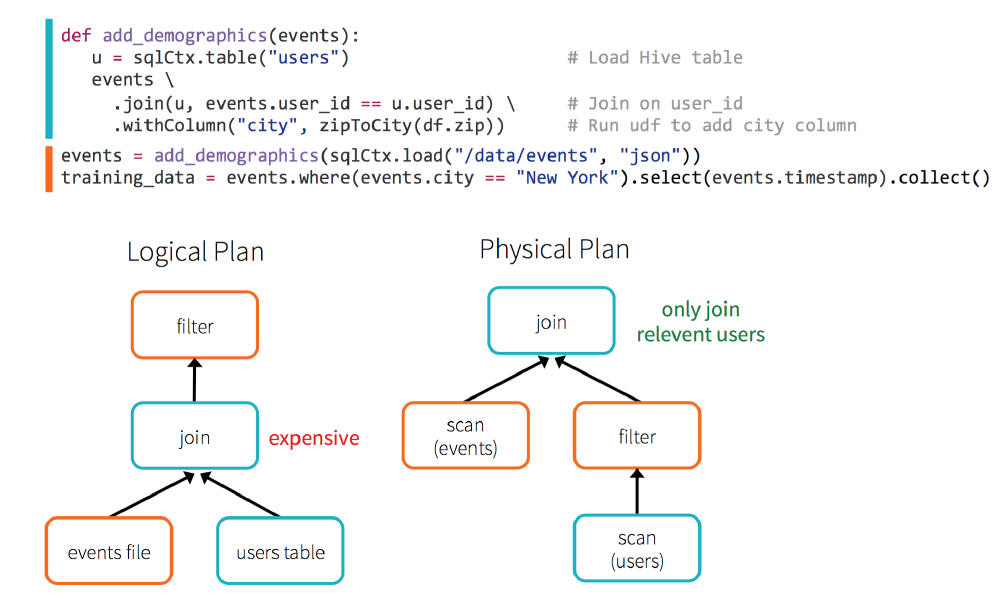 def add_demographics(events):
u = sqlCtx.table("users") # Load Hive table
events \
.join(u, events.user_id == u.user_id) \ # Join on user_id
.withColumn("city", zipToCity(df.zip)) # Run udf to add city column
events = add_demographics(sqlCtx.load("/data/events", "json"))
training_data = events.where(events.city == "New York").select(events.timestamp).collect()
Logical Plan
filter
join
expensive
events file
users table
Physical Plan
join
only join
relevent users
scan
(events)
filter
scan
(users)